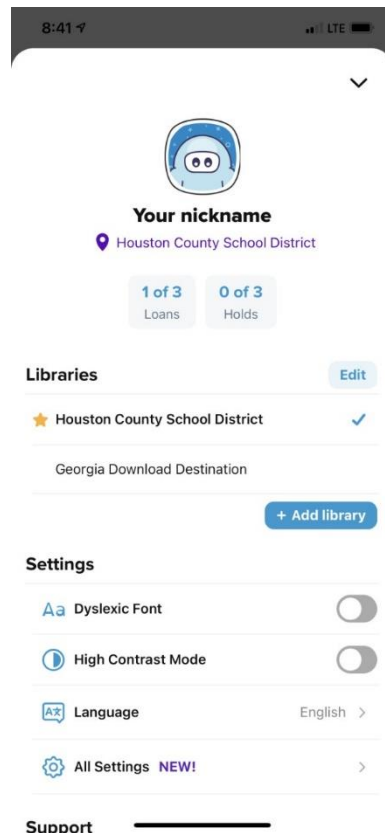 8:41
LTE
Your nickname
Houston County School District
1 of 3
Loans
0 of 3
Holds
Libraries
Edit
Houston County School District
Georgia Download Destination
+ Add library
Settings
Aa Dyslexic Font
High Contrast Mode
Language
English >
All Settings NEW!
>
Support